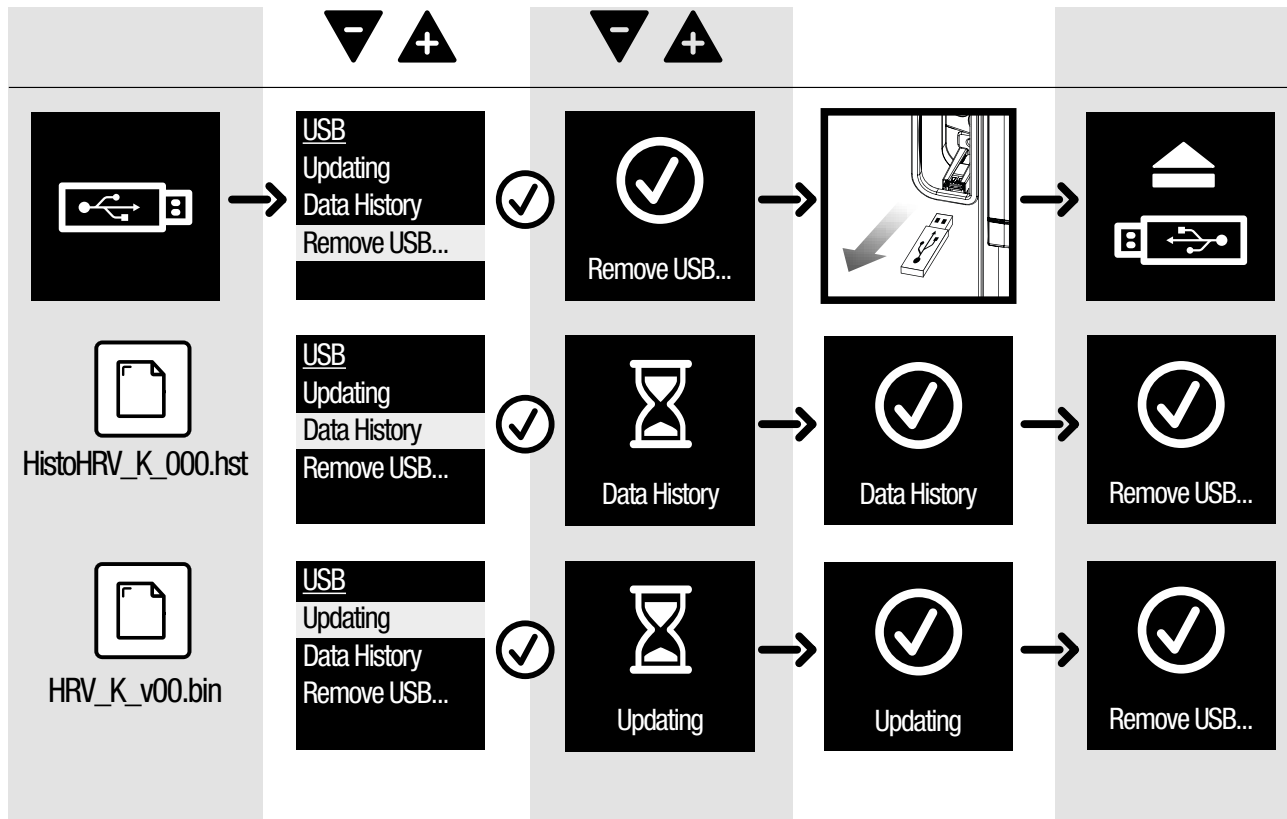 USB
Updating
Data History
Remove USB...
Remove USB...
HistoHRV_K_000.hst
USB
Updating
Data History
Remove USB...
Data History
Data History
Remove USB...
HRV_K_v00.bin
USB
Updating
Data History
Remove USB...
Updating
Updating
Remove USB...